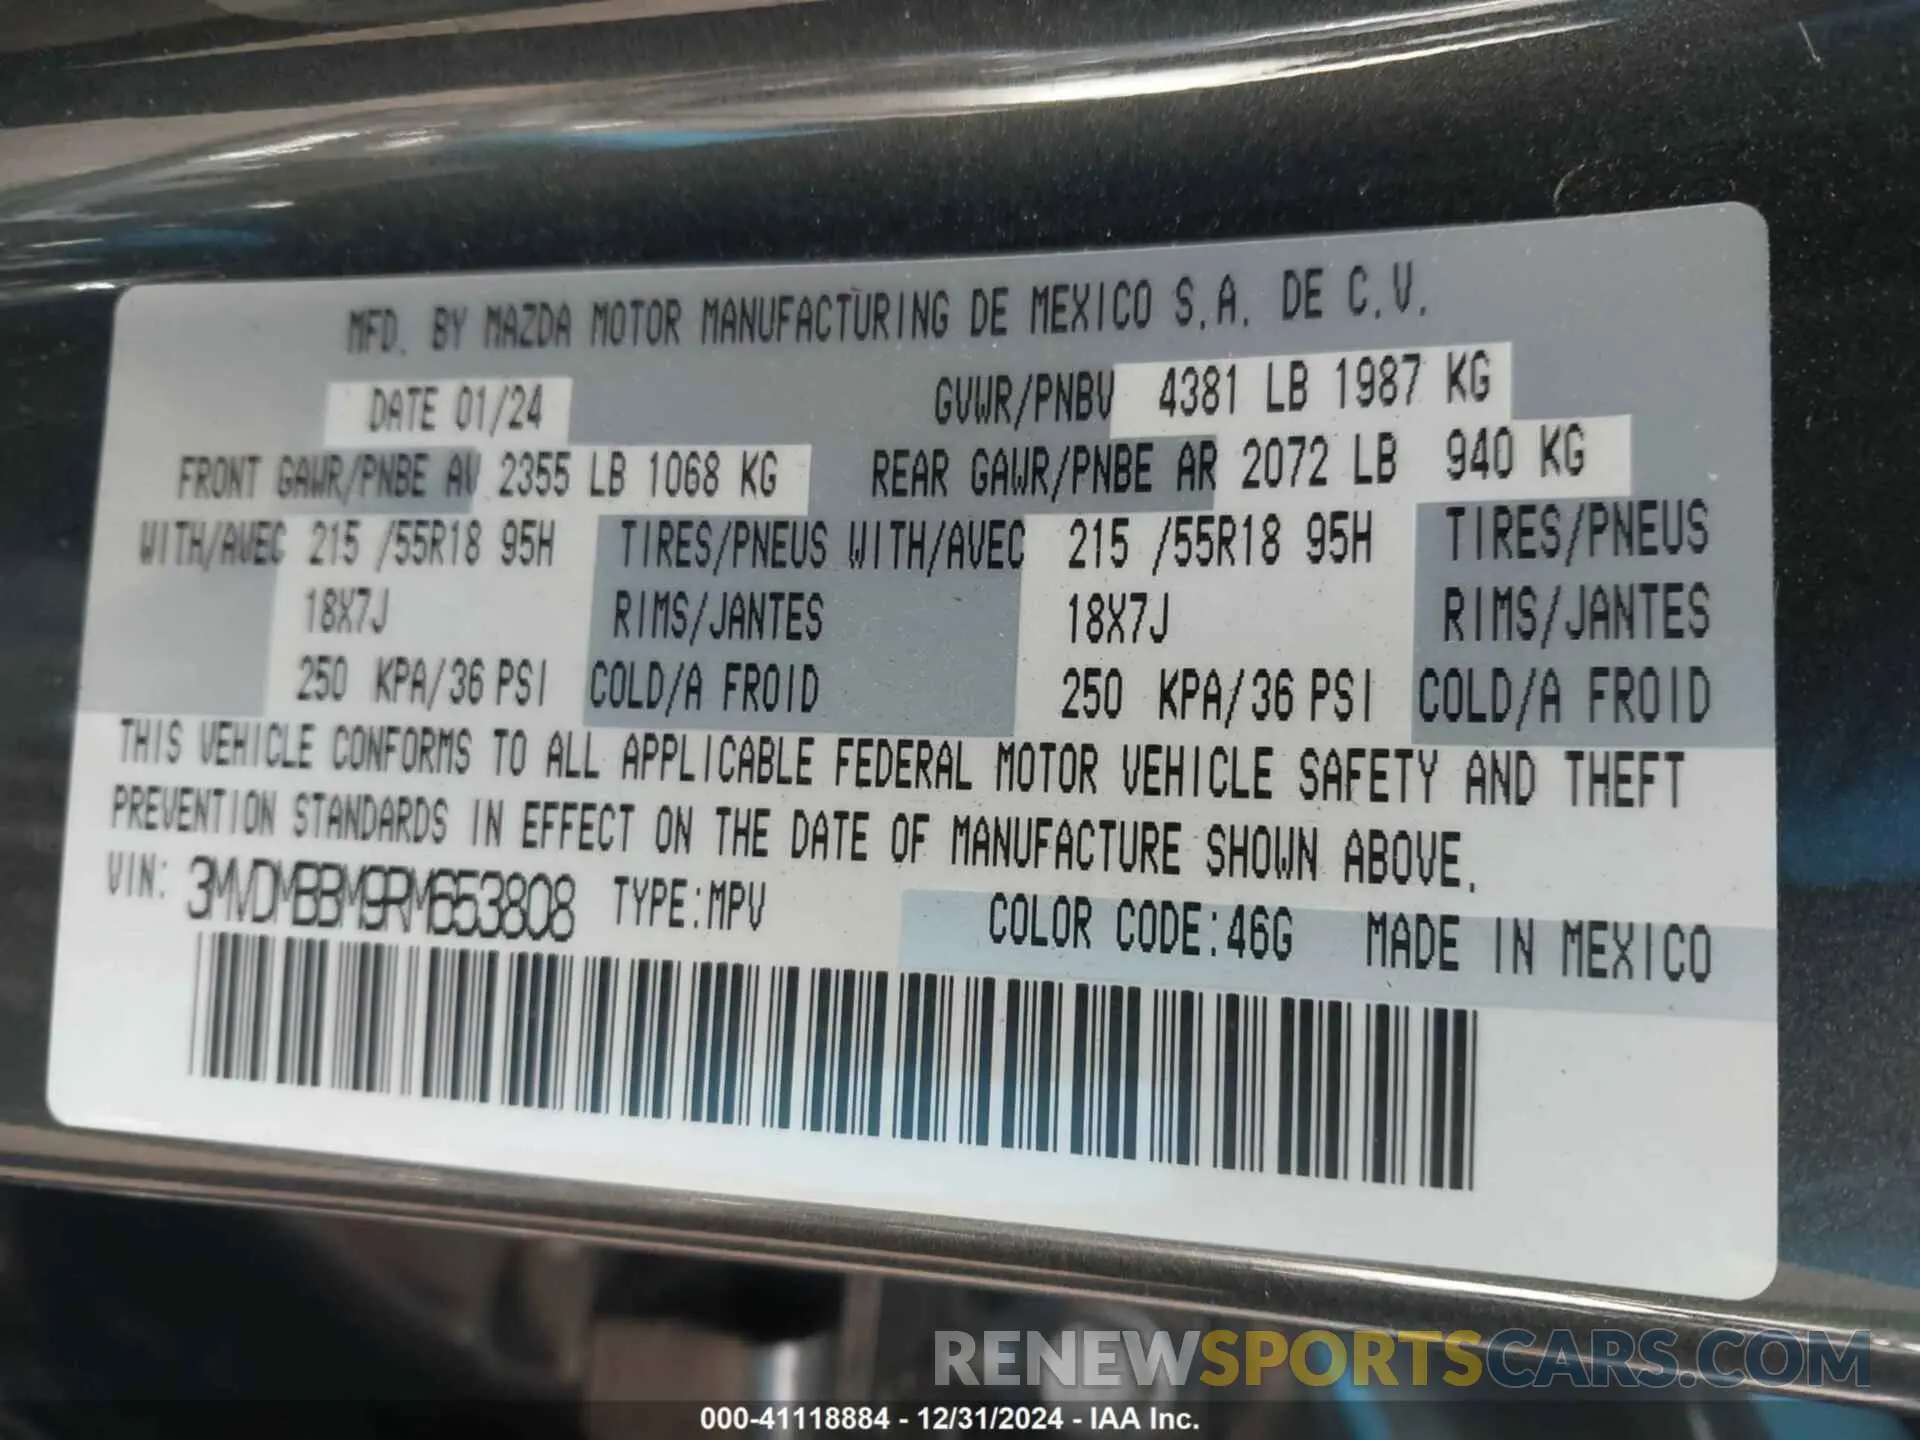 MFD. BY MAZDA MOTOR MANUFACTURING DE MEXICO S.A. DE C.V.
DATE 01/24 GVWR/PNBV 4381 LB 1987 KG
FRONT GAWR/PNBE AV 2355 LB 1068 KG REAR GAWR/PNBE AR 2072 LB 940 KG
WITH/AVEC 215 /55R18 95H TIRES/PNEUS WITH/AVEC 215 /55R18 95H TIRES/PNEUS
18X7J RIMS/JANTES 18X7J RIMS/JANTES
250 KPA/36 PSI COLD/A FROID 250 KPA/36 PSI COLD/A FROID
THIS VEHICLE CONFORMS TO ALL APPLICABLE FEDERAL MOTOR VEHICLE SAFETY AND THEFT
PREVENTION STANDARDS IN EFFECT ON THE DATE OF MANUFACTURE SHOWN ABOVE.
VIN: 3MVDMBBM9RM653808 TYPE:MPV COLOR CODE:46G MADE IN MEXICO
RENEWSPORTSCARS.COM
000-41118884 - 12/31/2024 - IAA Inc.